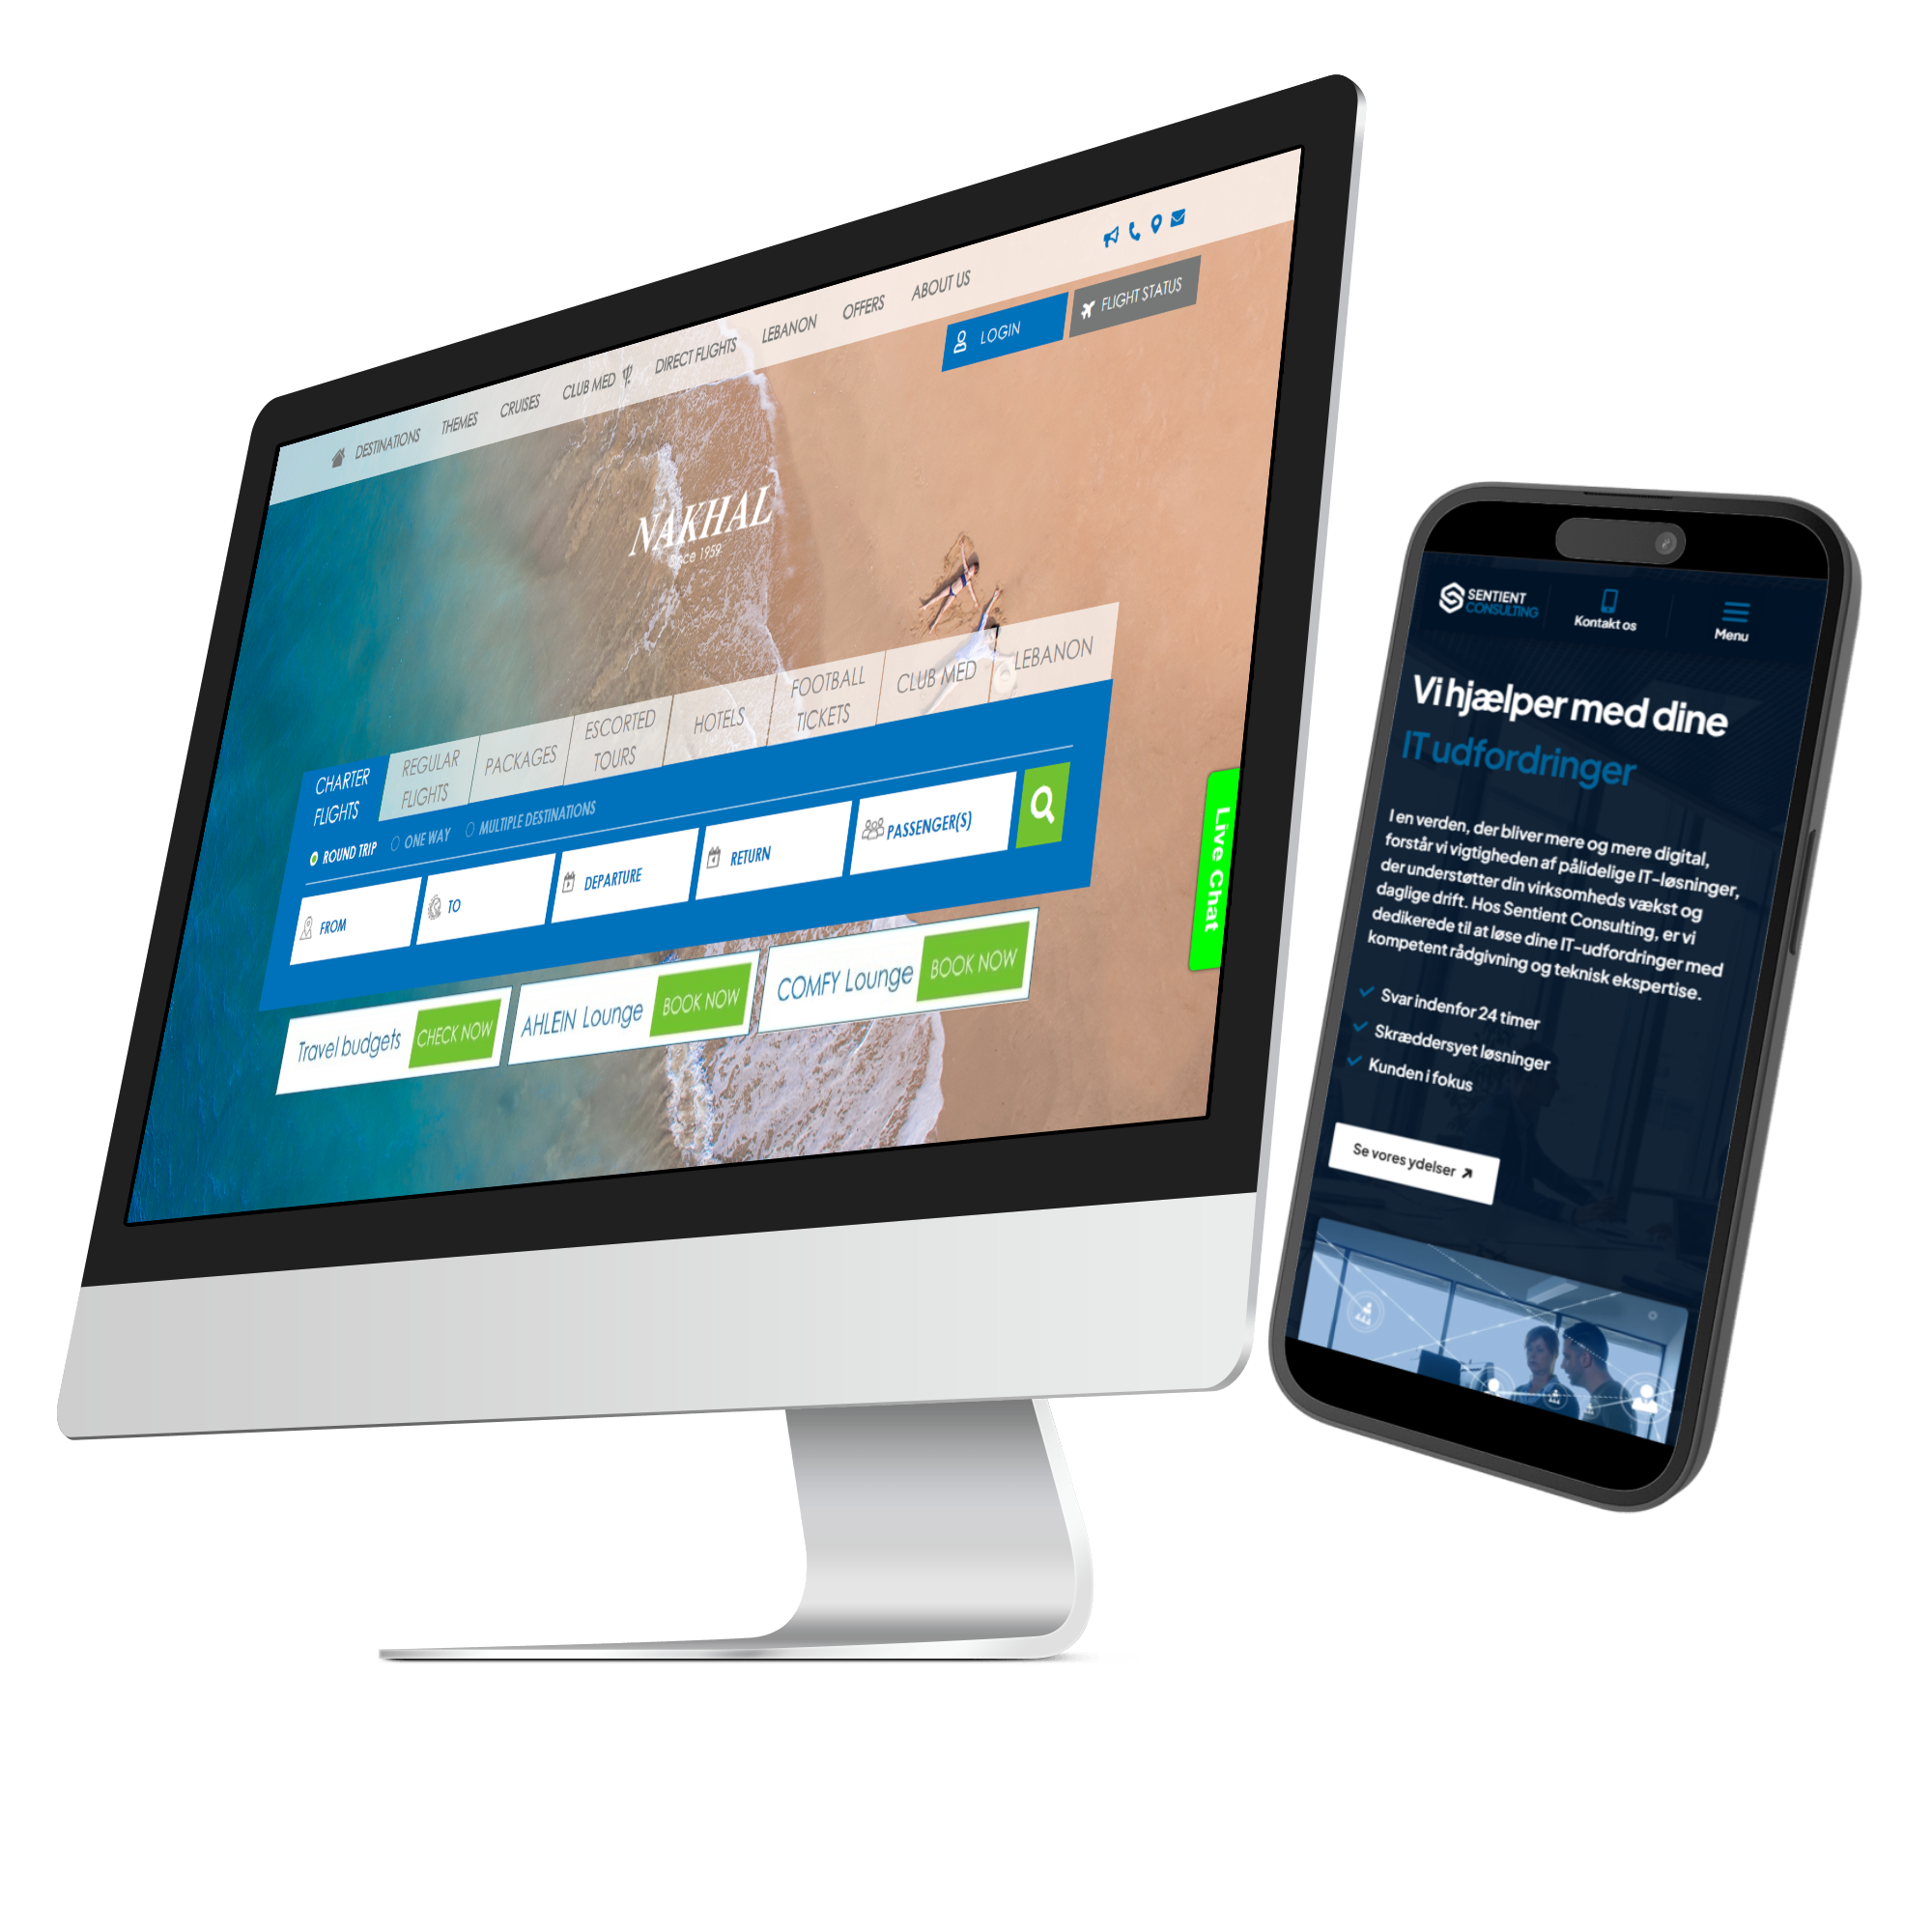 DESTINATIONS
THEMES
CRUISES
CLUB MED
DIRECT FLIGHTS
LEBANON
OFFERS
ABOUT US
LOGIN
FLIGHT STATUS
NAKHAL
Since 1959
CHARTER
FLIGHTS
REGULAR
FLIGHTS
PACKAGES
ESCORTED
TOURS
HOTELS
FOOTBALL
TICKETS
CLUB MED
LEBANON
ROUND TRIP
ONE WAY
MULTIPLE DESTINATIONS
FROM
TO
DEPARTURE
RETURN
PASSENGER(S)
Travel budgets
CHECK NOW
AHLEIN Lounge
BOOK NOW
COMFY Lounge
BOOK NOW
Live Chat
SENTIENT
CONSULTING
Kontakt os
Menu
Vi hjælper med dine
IT udfordringer
I en verden, der bliver mere og mere digital,
forstår vi vigtigheden af pålidelige IT-løsninger,
der understøtter din virksomheds vækst og
daglige drift. Hos Sentient Consulting, er vi
dedikerede til at løse dine IT-udfordringer med
kompetent rådgivning og teknisk ekspertise.
Svar indenfor 24 timer
Skræddersyet løsninger
Kunden i fokus
Se vores ydelser